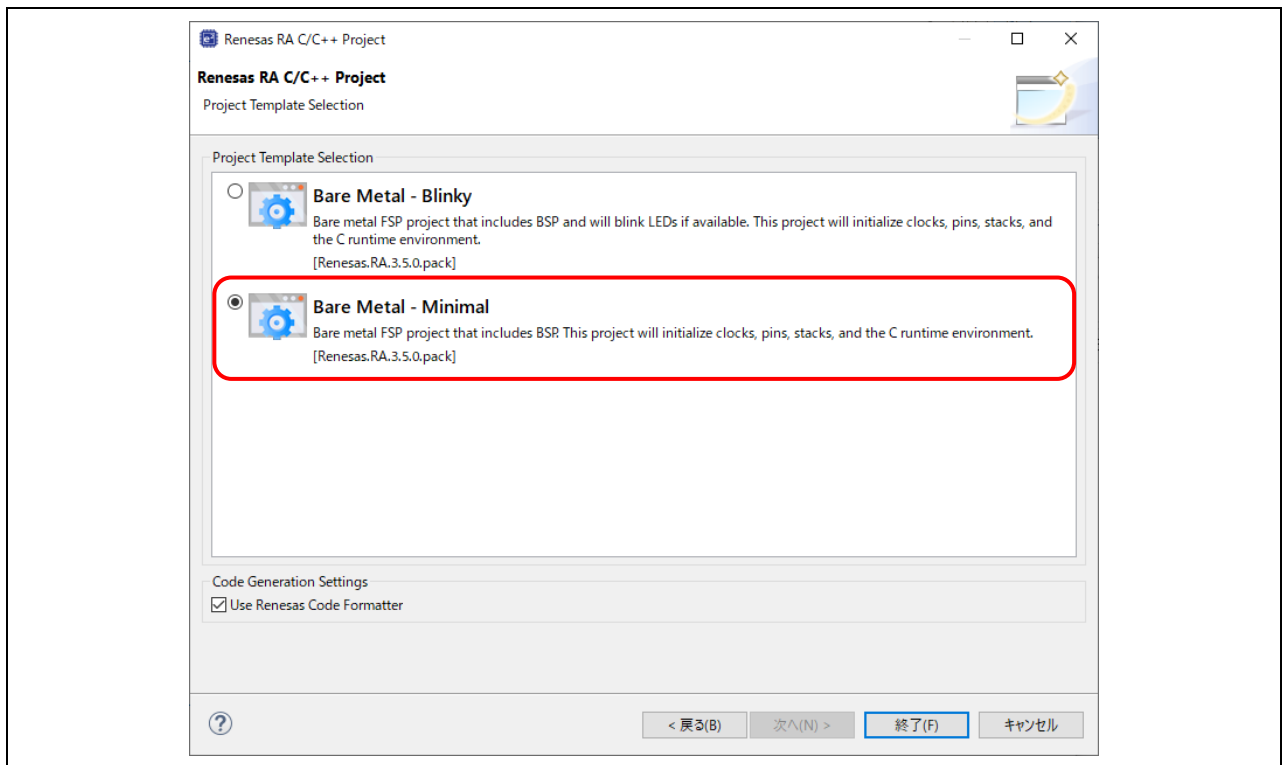 Renesas RA C/C++ Project
Renesas RA C/C++ Project
Project Template Selection
Project Template Selection
Bare Metal - Blinky
Bare metal FSP project that includes BSP and will blink LEDs if available. This project will initialize clocks, pins, stacks, and
the C runtime environment.
[Renesas.RA.3.5.0.pack]
Bare Metal - Minimal
Bare metal FSP project that includes BSP. This project will initialize clocks, pins, stacks, and the C runtime environment.
[Renesas.RA.3.5.0.pack]
Code Generation Settings
Use Renesas Code Formatter
< 戻る(B) 次へ(N) > 終了(F) キャンセル